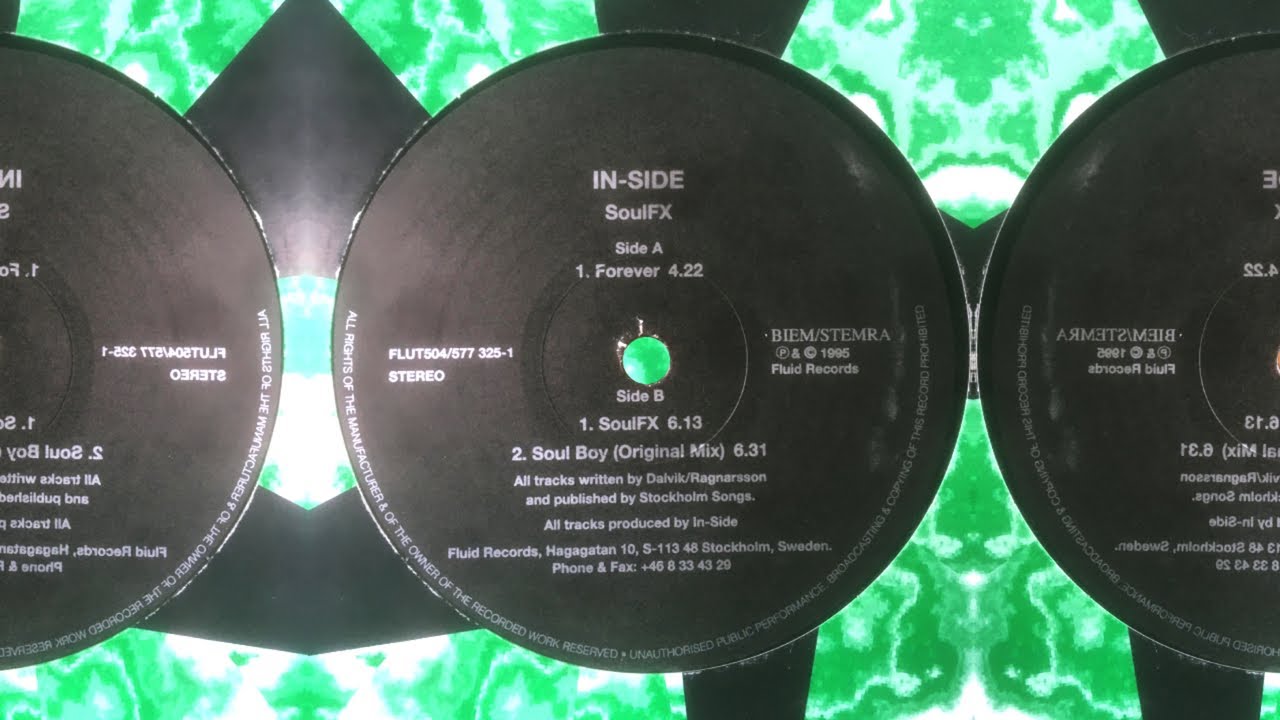 IN-SIDE
SoulFX
Side A
1. Forever 4.22
FLUT504/577 325-1
STEREO
·BIEM/STEMRA·
Ⓟ & © 1995
Fluid Records
Side B
1. SoulFX 6.13
2. Soul Boy (Original Mix) 6.31
All tracks written by Dalvik/Ragnarsson
and published by Stockholm Songs.
All tracks produced by In-Side
Fluid Records, Hagagatan 10, S-113 48 Stockholm, Sweden.
Phone & Fax: +46 8 33 43 29
ALL RIGHTS OF THE MANUFACTURER & OF THE OWNER OF THE RECORDED WORK RESERVED • UNAUTHORISED PUBLIC PERFORMANCE, BROADCASTING & COPYING OF THIS RECORD PROHIBITED